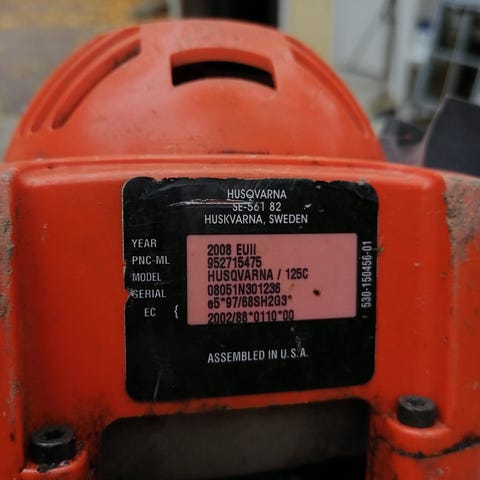 HUSQVARNA
SE-561 82
HUSKVARNA, SWEDEN
YEAR 2008 EUII
PNC-ML 952715475
MODEL HUSQVARNA / 125C
SERIAL 08051N301236
EC { e5*97/68SH2G3*
2002/88*0110*00
530-150456-01
ASSEMBLED IN U.S.A.